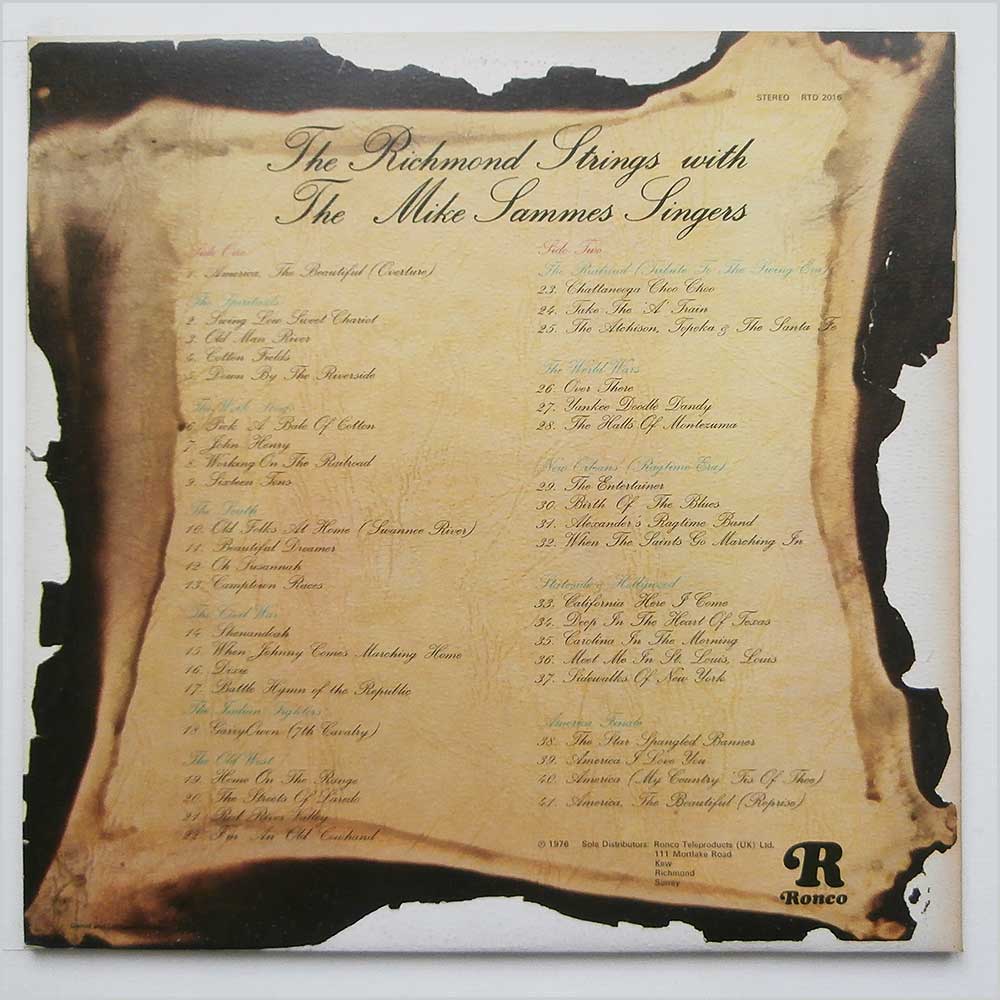 STEREO RTD 2016
The Richmond Strings with
The Mike Sammes Singers
Side One
1. America, The Beautiful (Overture)
The Spirituals
2. Swing Low Sweet Chariot
3. Old Man River
4. Cotton Fields
5. Down By The Riverside
The Work Songs
6. Pick A Bale Of Cotton
7. John Henry
8. Working On The Railroad
9. Sixteen Tons
The South
10. Old Folks At Home (Swannee River)
11. Beautiful Dreamer
12. Oh Susannah
13. Camptown Races
The Civil War
14. Shenandoah
15. When Johnny Comes Marching Home
16. Dixie
17. Battle Hymn of the Republic
The Indian Fighters
18. GarryOwen (7th Cavalry)
The Old West
19. Home On The Range
20. The Streets Of Laredo
21. Red River Valley
22. I'm An Old Cowhand
Side Two
The Railroad (Tribute To The Swing Era)
23. Chattanooga Choo Choo
24. Take The 'A' Train
25. The Atchison, Topeka & The Santa Fe
The World Wars
26. Over There
27. Yankee Doodle Dandy
28. The Halls Of Montezuma
New Orleans (Ragtime Era)
29. The Entertainer
30. Birth Of The Blues
31. Alexander's Ragtime Band
32. When The Saints Go Marching In
Stateside & Hollywood
33. California Here I Come
34. Deep In The Heart Of Texas
35. Carolina In The Morning
36. Meet Me In St. Louis, Louis
37. Sidewalks Of New York
America Finale
38. The Star Spangled Banner
39. America I Love You
40. America (My Country 'Tis Of Thee)
41. America, The Beautiful (Reprise)
℗ 1976 Sole Distributors: Ronco Teleproducts (UK) Ltd.
111 Mortlake Road
Kew
Richmond
Surrey
R
Ronco